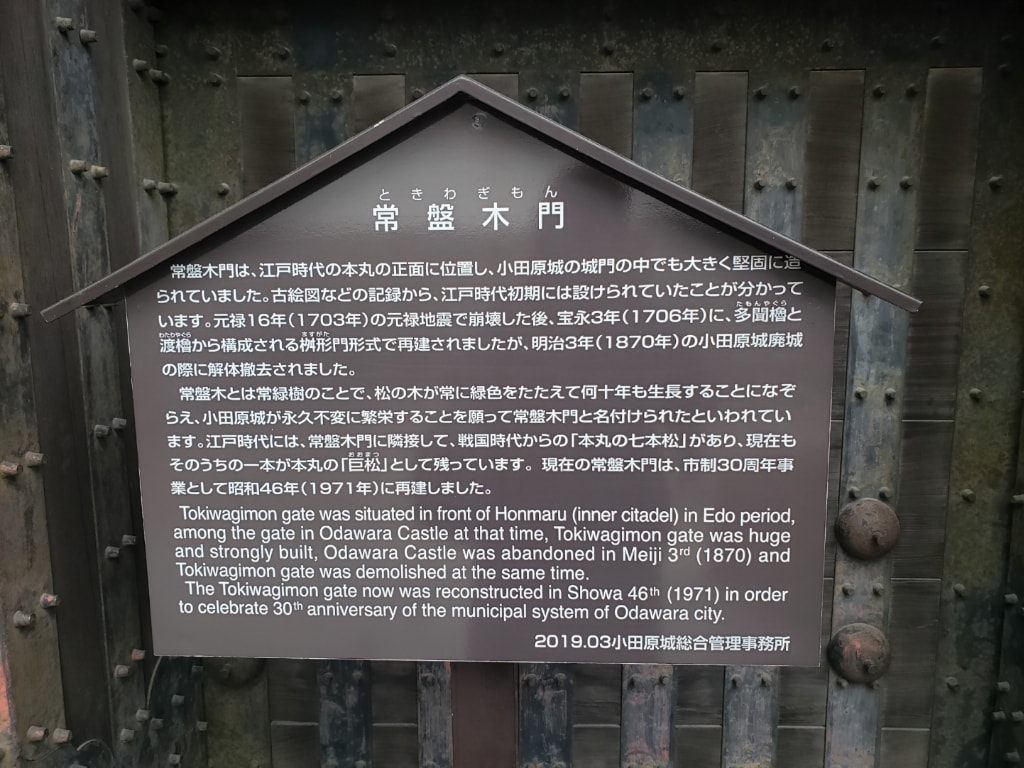 ときわぎもん
常盤木門
常盤木門は、江戸時代の本丸の正面に位置し、小田原城の城門の中でも大きく堅固に造
られていました。古絵図などの記録から、江戸時代初期には設けられていたことが分かって
たもんやぐら
います。元禄16年(1703年)の元禄地震で崩壊した後、宝永3年(1706年)に、多聞櫓と
わたりやぐら ますがた
渡櫓から構成される桝形門形式で再建されましたが、明治3年(1870年)の小田原城廃城
の際に解体撤去されました。
常盤木とは常緑樹のことで、松の木が常に緑色をたたえて何十年も生長することになぞ
らえ、小田原城が永久不変に繁栄することを願って常盤木門と名付けられたといわれてい
ます。江戸時代には、常盤木門に隣接して、戦国時代からの「本丸の七本松」があり、現在も
おおまつ
そのうちの一本が本丸の「巨松」として残っています。現在の常盤木門は、市制30周年事
業として昭和46年(1971年)に再建しました。
Tokiwagimon gate was situated in front of Honmaru (inner citadel) in Edo period,
among the gate in Odawara Castle at that time, Tokiwagimon gate was huge
and strongly built, Odawara Castle was abandoned in Meiji 3rd (1870) and
Tokiwagimon gate was demolished at the same time.
The Tokiwagimon gate now was reconstructed in Showa 46th (1971) in order
to celebrate 30th anniversary of the municipal system of Odawara city.
2019.03小田原城総合管理事務所